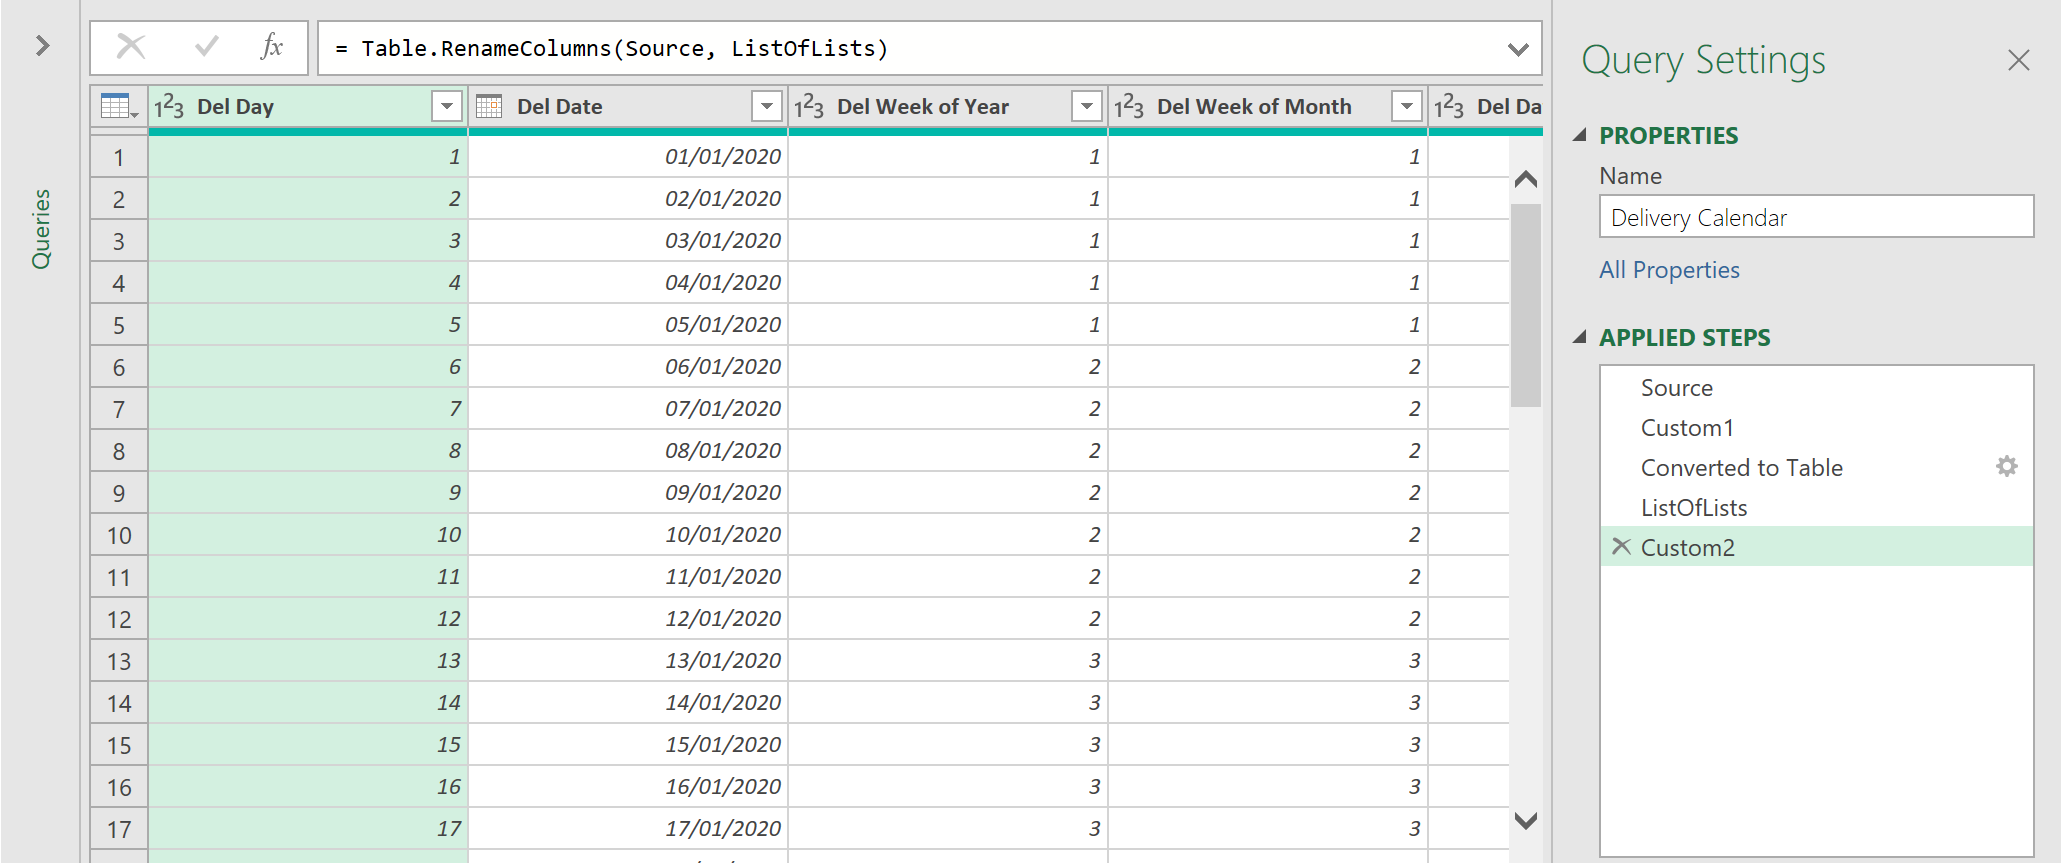 Queries
fx
= Table.RenameColumns(Source, ListOfLists)
123 Del Day
Del Date
123 Del Week of Year
123 Del Week of Month
123 Del Da
1 1 01/01/2020 1 1
2 2 02/01/2020 1 1
3 3 03/01/2020 1 1
4 4 04/01/2020 1 1
5 5 05/01/2020 1 1
6 6 06/01/2020 2 2
7 7 07/01/2020 2 2
8 8 08/01/2020 2 2
9 9 09/01/2020 2 2
10 10 10/01/2020 2 2
11 11 11/01/2020 2 2
12 12 12/01/2020 2 2
13 13 13/01/2020 3 3
14 14 14/01/2020 3 3
15 15 15/01/2020 3 3
16 16 16/01/2020 3 3
17 17 17/01/2020 3 3
Query Settings
PROPERTIES
Name
Delivery Calendar
All Properties
APPLIED STEPS
Source
Custom1
Converted to Table
ListOfLists
Custom2